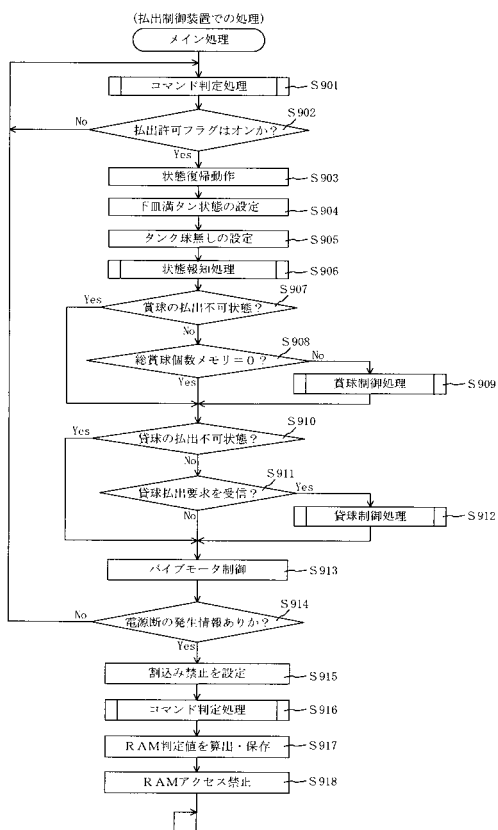 (払出制御装置での処理)
メイン処理
コマンド判定処理
S901
払出許可フラグはオンか?
S902
No
Yes
状態復帰動作
S903
下皿満タン状態の設定
S904
タンク球無しの設定
S905
状態報知処理
S906
賞球の払出不可状態?
S907
Yes
No
総賞球個数メモリ=0?
S908
No
Yes
賞球制御処理
S909
貸球の払出不可状態?
S910
Yes
No
貸球払出要求を受信?
S911
Yes
No
貸球制御処理
S912
バイブモータ制御
S913
電源断の発生情報ありか?
S914
No
Yes
割込み禁止を設定
S915
コマンド判定処理
S916
RAM判定値を算出・保存
S917
RAMアクセス禁止
S918